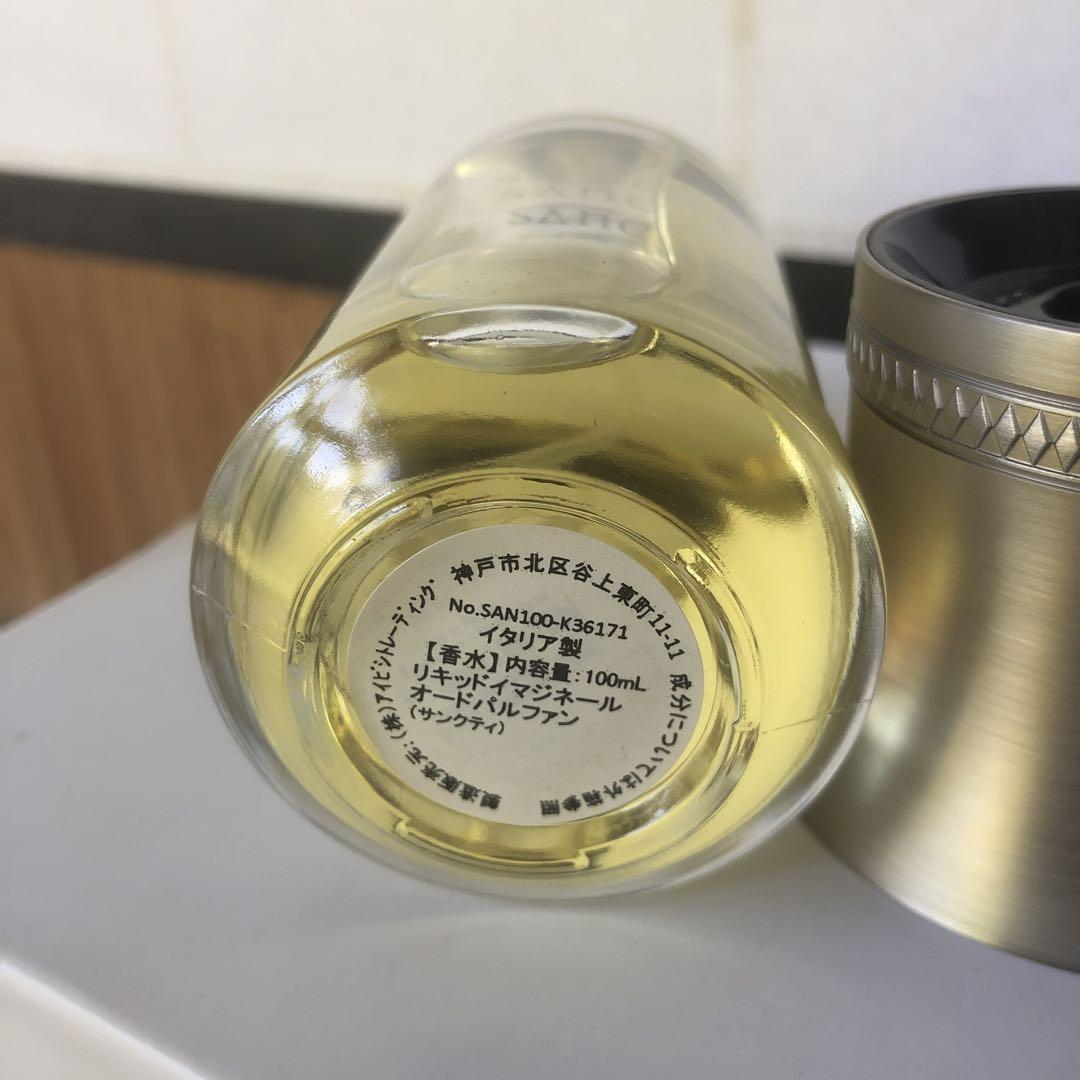 SANC
製造販売元:(株)アイビシトレーディング 神戸市北区谷上東町11-11 成分については外箱参照
No.SAN100-K36171
イタリア製
【香水】内容量:100mL
リキッドイマジネール
オードパルファン
(サンクティ)